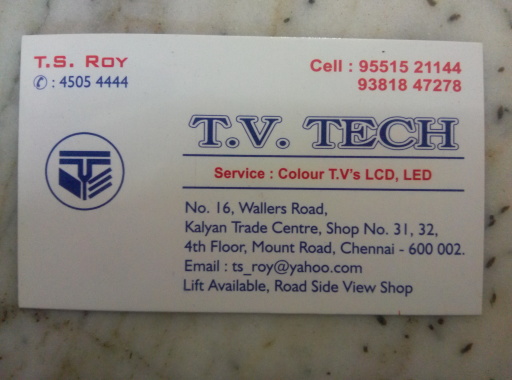 T.S. ROY
✆ : 4505 4444
Cell : 95515 21144
93818 47278
T.V. TECH
Service : Colour T.V's LCD, LED
No. 16, Wallers Road,
Kalyan Trade Centre, Shop No. 31, 32,
4th Floor, Mount Road, Chennai - 600 002.
Email : ts_roy@yahoo.com
Lift Available, Road Side View Shop